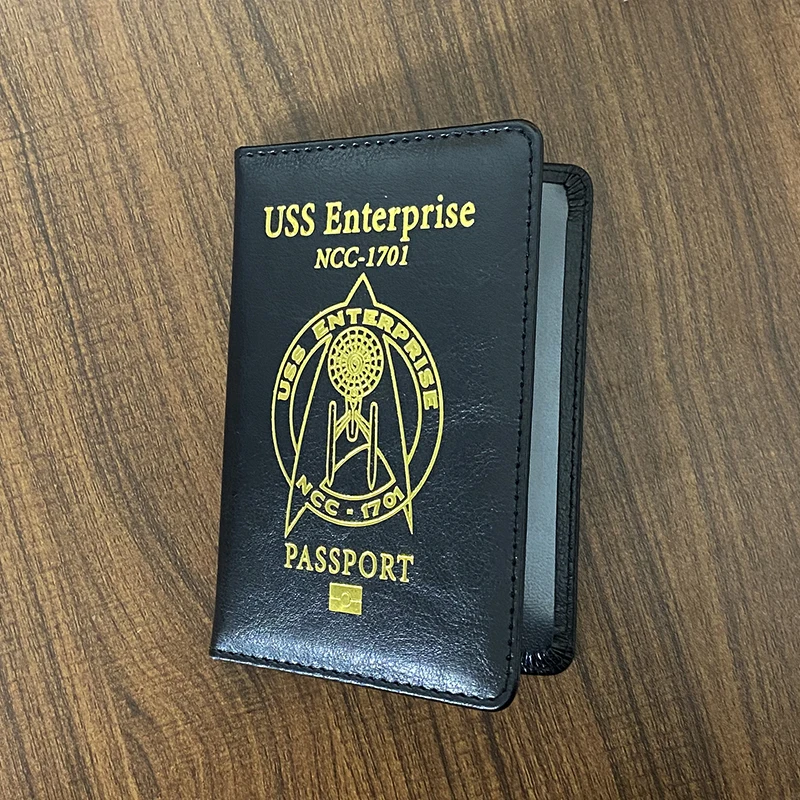 USS Enterprise
NCC-1701
USS ENTERPRISE
NCC - 1701
PASSPORT